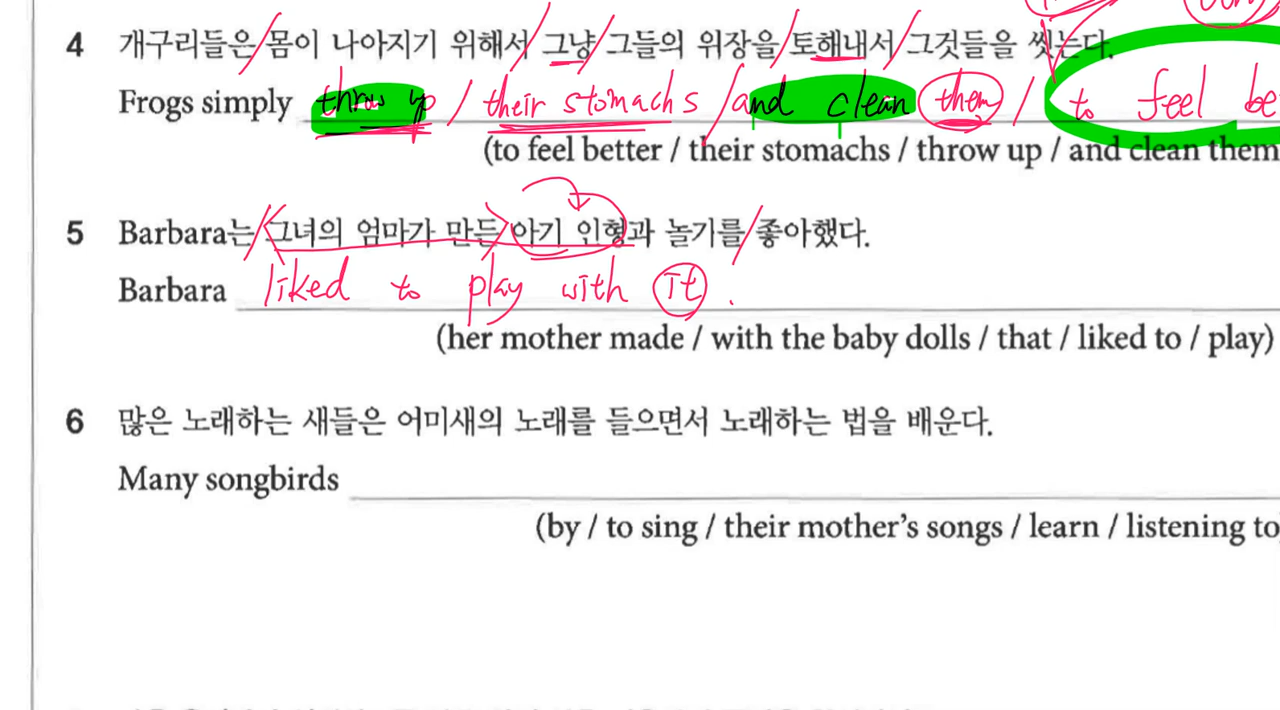 4 개구리들은/몸이 나아지기 위해서/그냥/그들의 위장을/토해내서/그것들을 씻는다.
Frogs simply throw up / their stomachs / and clean them / to feel be
(to feel better / their stomachs / throw up / and clean them
5 Barbara는/그녀의 엄마가 만든/아기 인형과 놀기를/좋아했다.
Barbara liked to play with it.
(her mother made / with the baby dolls / that / liked to / play)
6 많은 노래하는 새들은 어미새의 노래를 들으면서 노래하는 법을 배운다.
Many songbirds
(by / to sing / their mother's songs / learn / listening to